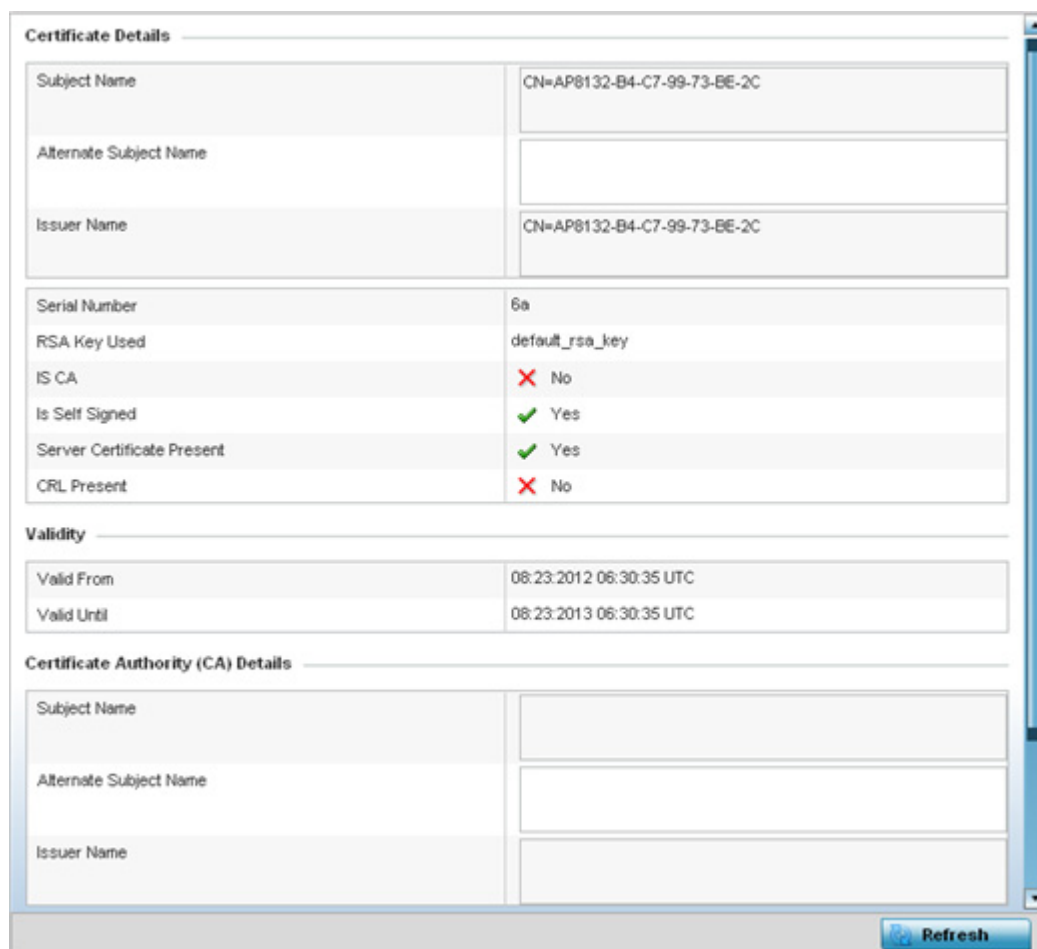 Certificate Details
Subject Name CN=AP8132-B4-C7-99-73-BE-2C
Alternate Subject Name
Issuer Name CN=AP8132-B4-C7-99-73-BE-2C
Serial Number 6a
RSA Key Used default_rsa_key
IS CA No
Is Self Signed Yes
Server Certificate Present Yes
CRL Present No
Validity
Valid From 08:23:2012 06:30:35 UTC
Valid Until 08:23:2013 06:30:35 UTC
Certificate Authority (CA) Details
Subject Name
Alternate Subject Name
Issuer Name
Refresh